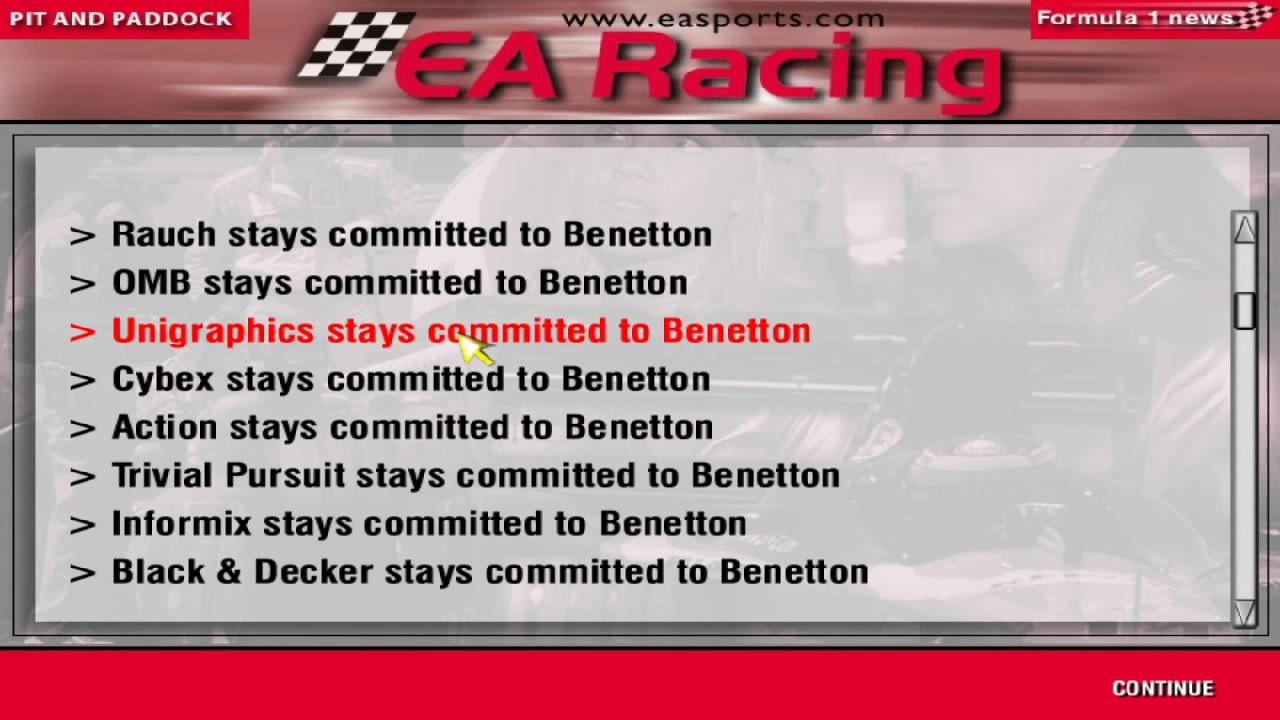 PIT AND PADDOCK
www.easports.com
Formula 1 news
EA Racing
> Rauch stays committed to Benetton
> OMB stays committed to Benetton
> Unigraphics stays committed to Benetton
> Cybex stays committed to Benetton
> Action stays committed to Benetton
> Trivial Pursuit stays committed to Benetton
> Informix stays committed to Benetton
> Black & Decker stays committed to Benetton
CONTINUE